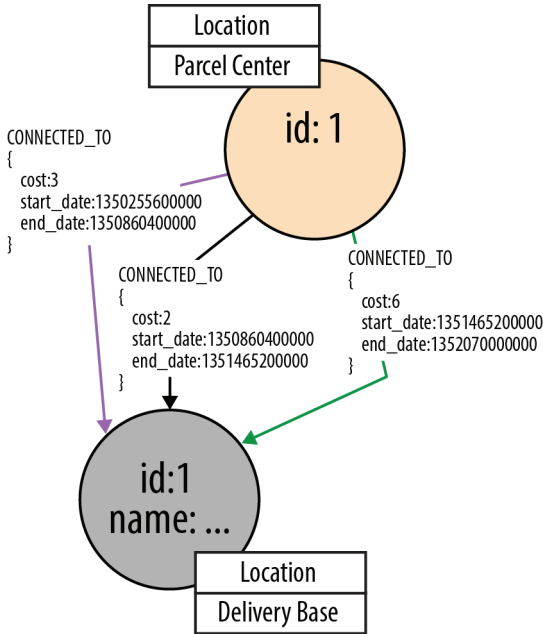 Location
Parcel Center
id: 1
CONNECTED_TO
{
cost:3
start_date:1350255600000
end_date:1350860400000
}
CONNECTED_TO
{
cost:2
start_date:1350860400000
end_date:1351465200000
}
CONNECTED_TO
{
cost:6
start_date:1351465200000
end_date:1352070000000
}
id:1
name: ...
Location
Delivery Base